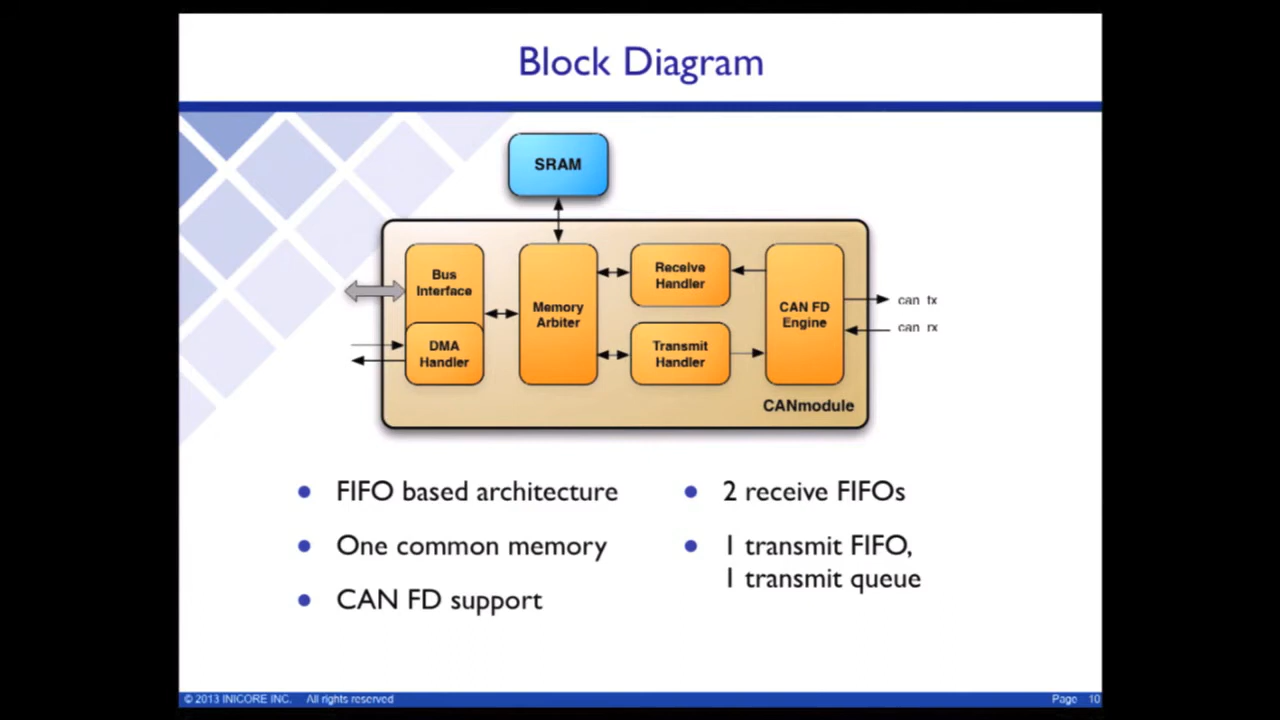 Block Diagram
SRAM
Bus
Interface
DMA
Handler
Memory
Arbiter
Receive
Handler
Transmit
Handler
CAN FD
Engine
can_tx
can_rx
CANmodule
• FIFO based architecture
• One common memory
• CAN FD support
• 2 receive FIFOs
• 1 transmit FIFO,
1 transmit queue
© 2013 INICORE INC. All rights reserved
Page 10